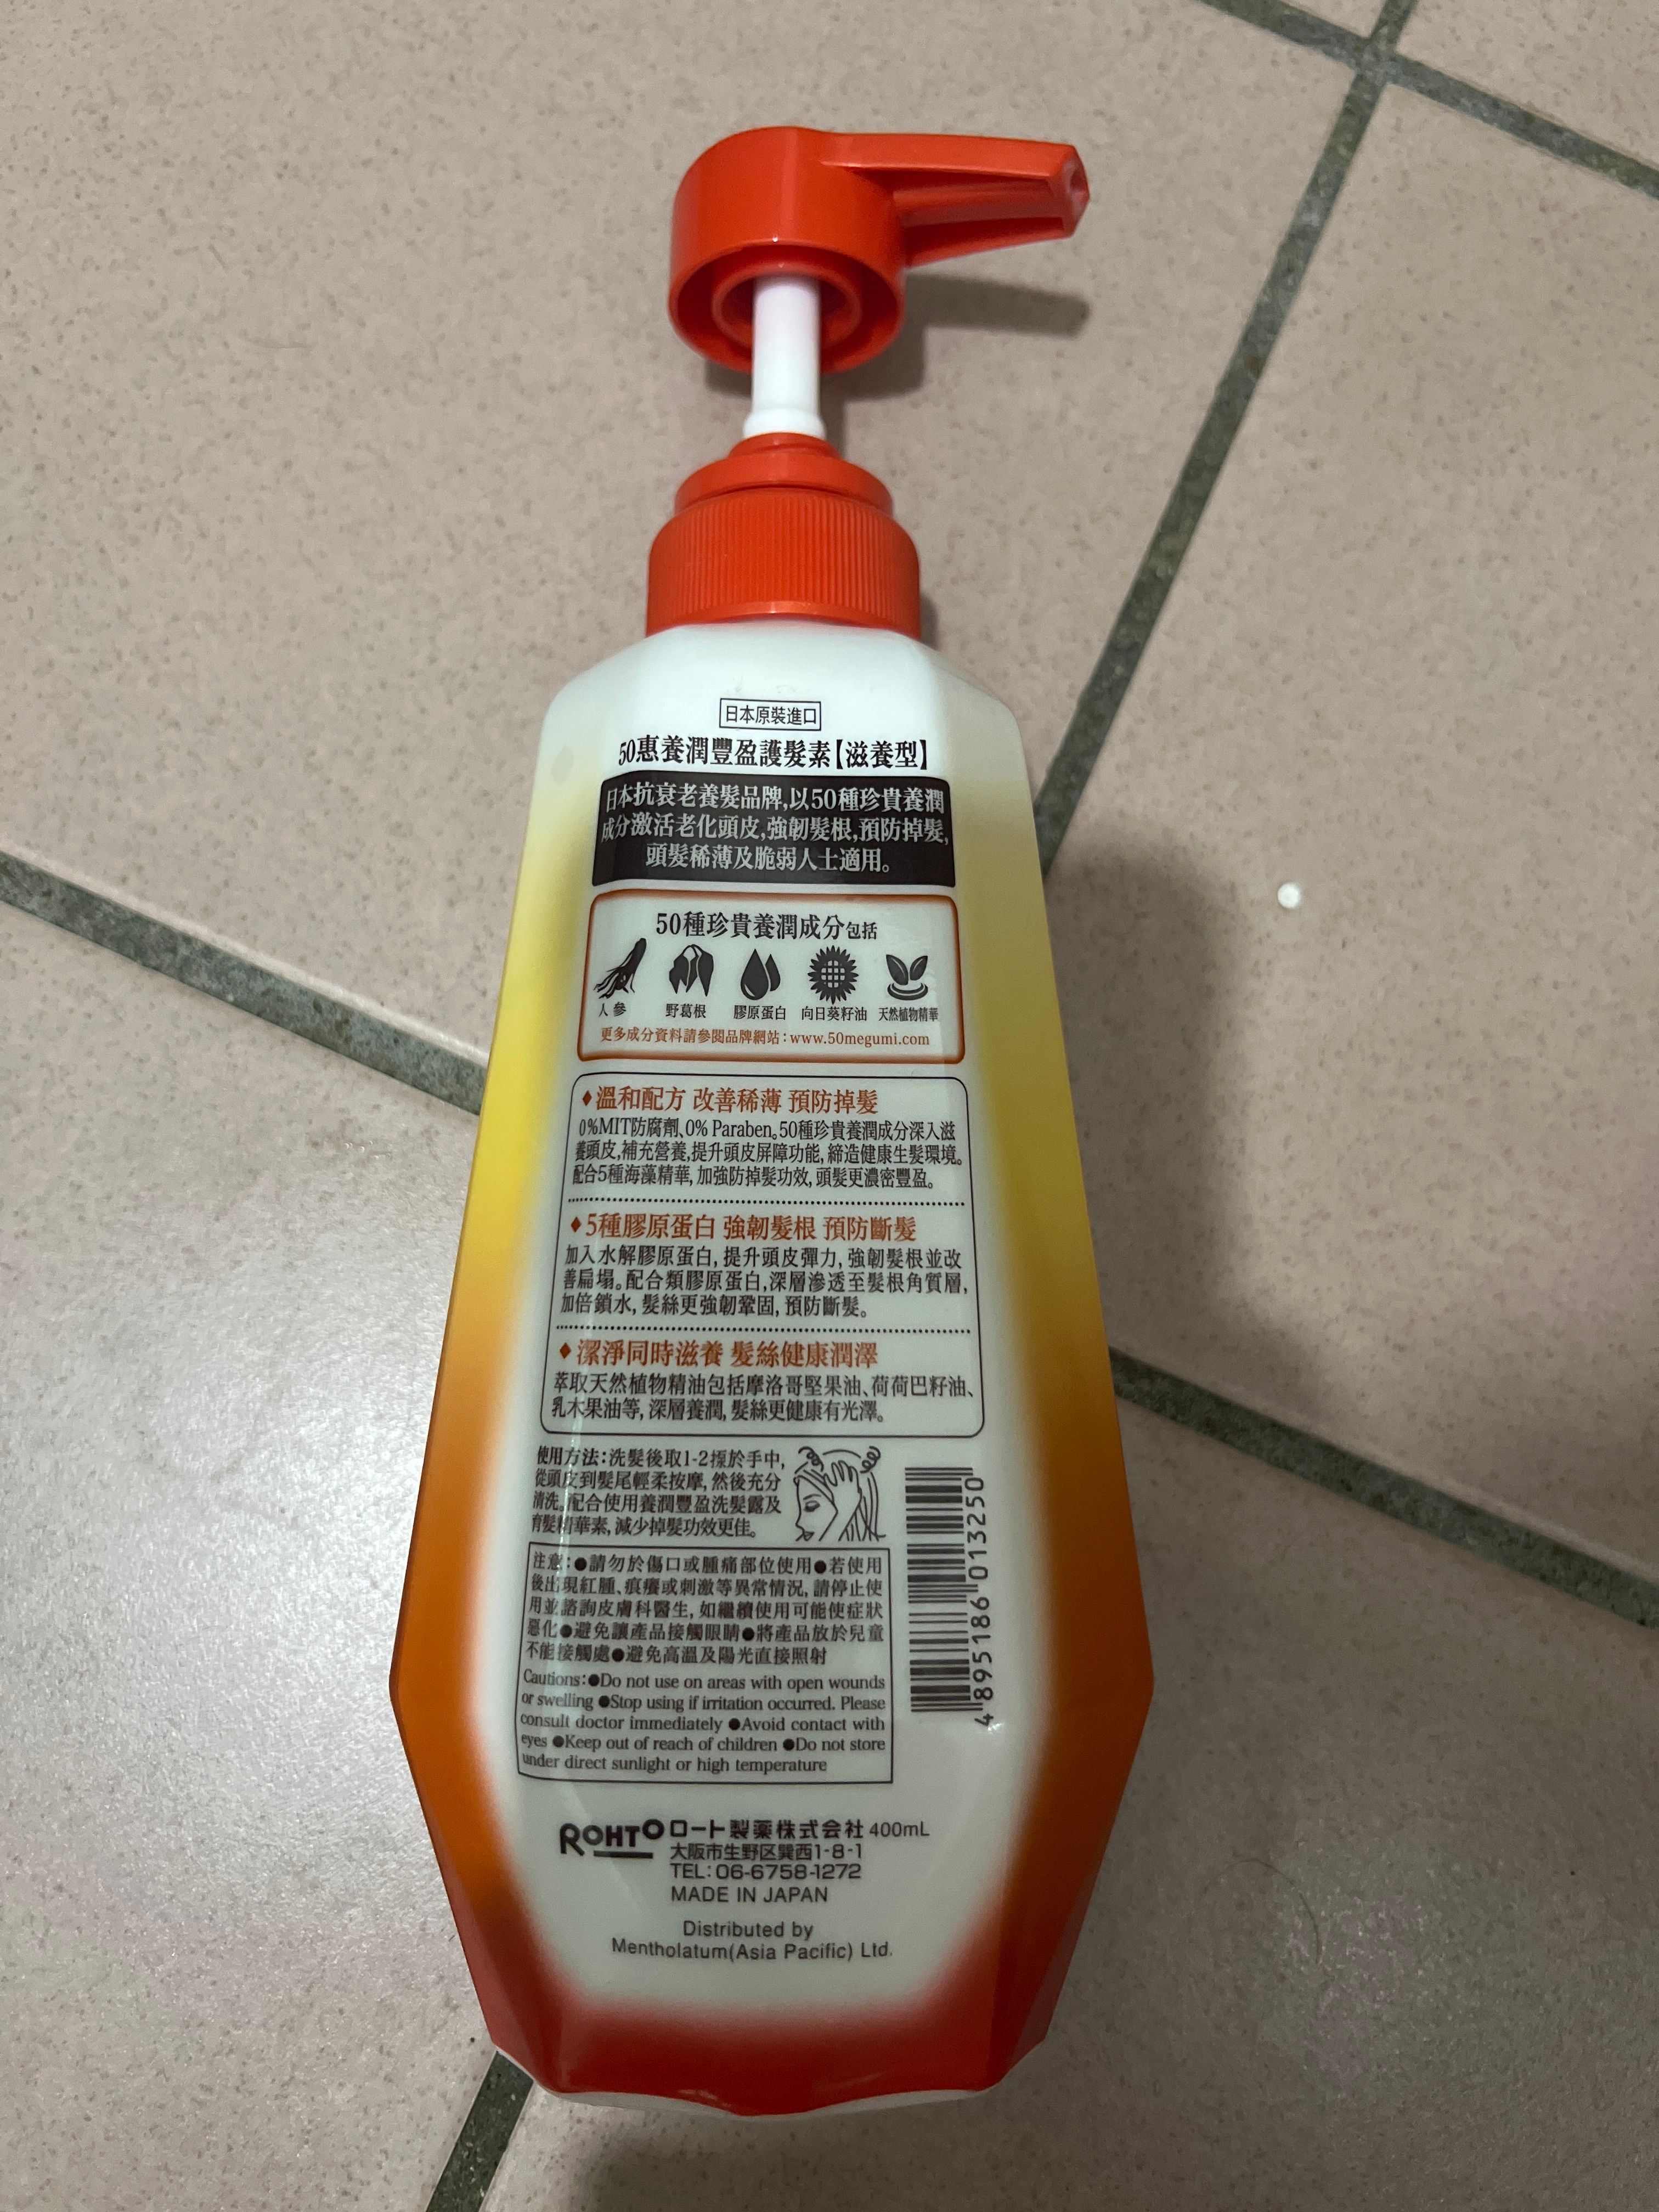 日本原裝進口
50惠養潤豐盈護髮素【滋養型】
日本抗衰老養髮品牌,以50種珍貴養潤
成分激活老化頭皮,強韌髮根,預防掉髮,
頭髮稀薄及脆弱人士適用。
50種珍貴養潤成分包括
人參 野葛根 膠原蛋白 向日葵籽油 天然植物精華
更多成分資料請參閱品牌網站:www.50megumi.com
♦溫和配方 改善稀薄 預防掉髮
0%MIT防腐劑、0% Paraben。50種珍貴養潤成分深入滋
養頭皮,補充營養,提升頭皮屏障功能,締造健康生髮環境。
配合5種海藻精華,加強防掉髮功效,頭髮更濃密豐盈。
♦5種膠原蛋白 強韌髮根 預防斷髮
加入水解膠原蛋白,提升頭皮彈力,強韌髮根並改
善扁塌。配合類膠原蛋白,深層滲透至髮根角質層,
加倍鎖水,髮絲更強韌鞏固,預防斷髮。
♦潔淨同時滋養 髮絲健康潤澤
萃取天然植物精油包括摩洛哥堅果油、荷荷巴籽油、
乳木果油等,深層養潤,髮絲更健康有光澤。
使用方法:洗髮後取1-2揼於手中,
從頭皮到髮尾輕柔按摩,然後充分
清洗。配合使用養潤豐盈洗髮露及
育髮精華素,減少掉髮功效更佳。
注意:●請勿於傷口或腫痛部位使用●若使用
後出現紅腫、痕癢或刺激等異常情況,請停止使
用並諮詢皮膚科醫生,如繼續使用可能使症狀
惡化●避免讓產品接觸眼睛●將產品放於兒童
不能接觸處●避免高溫及陽光直接照射
Cautions:●Do not use on areas with open wounds
or swelling ●Stop using if irritation occurred. Please
consult doctor immediately ●Avoid contact with
eyes ●Keep out of reach of children ●Do not store
under direct sunlight or high temperature
4 895186 013250
ROHTO ロート製薬株式会社 400mL
大阪市生野区巽西1-8-1
TEL:06-6758-1272
MADE IN JAPAN
Distributed by
Mentholatum(Asia Pacific) Ltd.